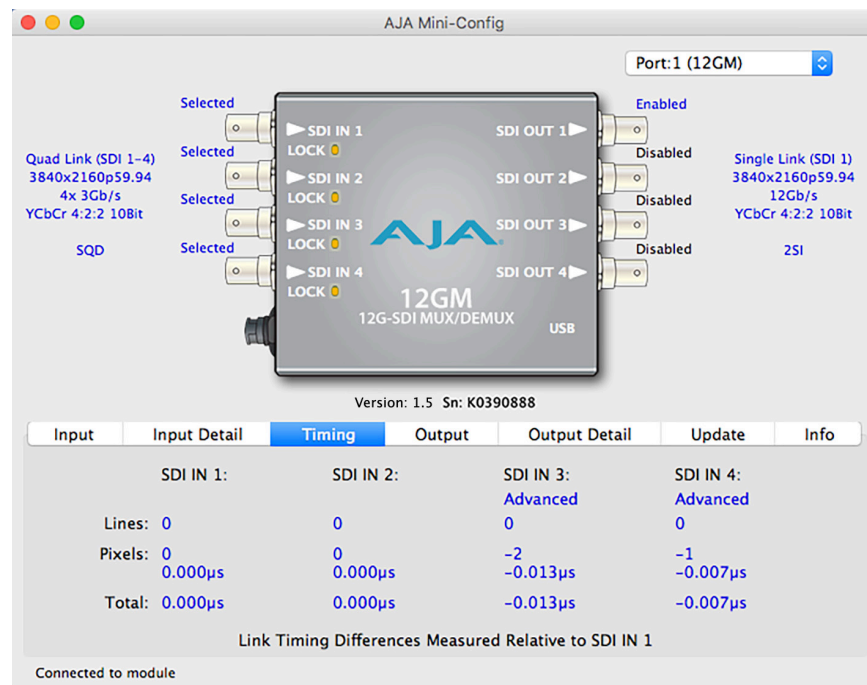 AJA Mini-Config
Port:1 (12GM)
Selected
Enabled
SDI IN 1
SDI OUT 1
LOCK
Quad Link (SDI 1-4)
3840x2160p59.94
4x 3Gb/s
YCbCr 4:2:2 10Bit
SQD
Selected
Disabled
SDI IN 2
SDI OUT 2
LOCK
Single Link (SDI 1)
3840x2160p59.94
12Gb/s
YCbCr 4:2:2 10Bit
2SI
Selected
Disabled
SDI IN 3
SDI OUT 3
LOCK
AJA
Selected
Disabled
SDI IN 4
SDI OUT 4
LOCK
12GM
12G-SDI MUX/DEMUX
USB
Version: 1.5 Sn: K0390888
Input Input Detail Timing Output Output Detail Update Info
SDI IN 1: SDI IN 2: SDI IN 3: SDI IN 4:
Advanced Advanced
Lines: 0 0 0 0
Pixels: 0 0 -2 -1
0.000µs 0.000µs -0.013µs -0.007µs
Total: 0.000µs 0.000µs -0.013µs -0.007µs
Link Timing Differences Measured Relative to SDI IN 1
Connected to module